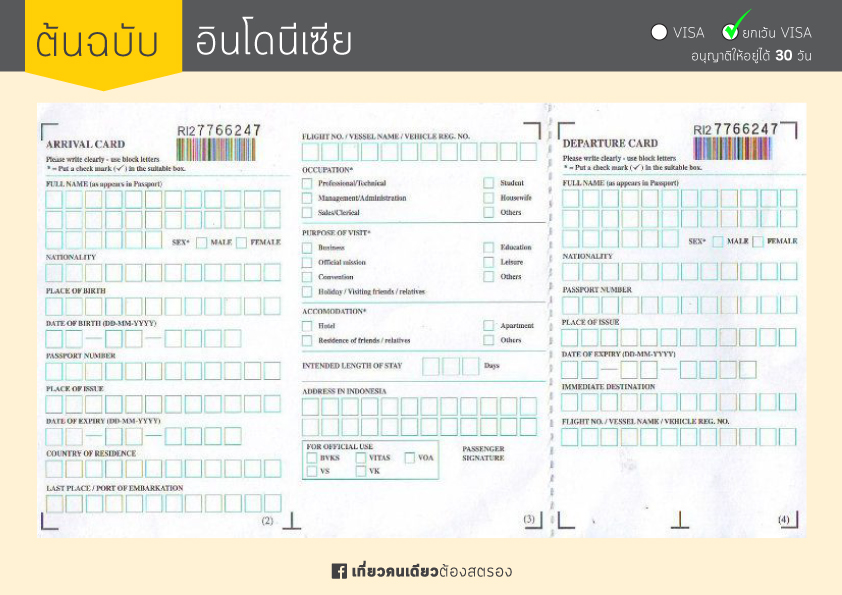 ต้นฉบับ
อินโดนีเซีย
VISA
ยกเว้น VISA
อนุญาติให้อยู่ได้ 30 วัน
ARRIVAL CARD
RI27766247
Please write clearly - use block letters
* = Put a check mark (✓) in the suitable box.
FULL NAME (as appears in Passport)
SEX* MALE FEMALE
NATIONALITY
PLACE OF BIRTH
DATE OF BIRTH (DD-MM-YYYY)
PASSPORT NUMBER
PLACE OF ISSUE
DATE OF EXPIRY (DD-MM-YYYY)
COUNTRY OF RESIDENCE
LAST PLACE / PORT OF EMBARKATION
(2)
FLIGHT NO. / VESSEL NAME / VEHICLE REG. NO.
OCCUPATION*
Professional/Technical Student
Management/Administration Housewife
Sales/Clerical Others
PURPOSE OF VISIT*
Business Education
Official mission Leisure
Convention Others
Holiday / Visiting friends / relatives
ACCOMODATION*
Hotel Apartment
Residence of friends / relatives Others
INTENDED LENGTH OF STAY Days
ADDRESS IN INDONESIA
FOR OFFICIAL USE
BVKS VITAS VOA
VS VK
PASSENGER
SIGNATURE
(3)
DEPARTURE CARD
RI27766247
Please write clearly - use block letters
* = Put a check mark (✓) in the suitable box.
FULL NAME (as appears in Passport)
SEX* MALE FEMALE
NATIONALITY
PASSPORT NUMBER
PLACE OF ISSUE
DATE OF EXPIRY (DD-MM-YYYY)
IMMEDIATE DESTINATION
FLIGHT NO. / VESSEL NAME / VEHICLE REG. NO.
(4)
เที่ยวคนเดียวต้องสตรอง